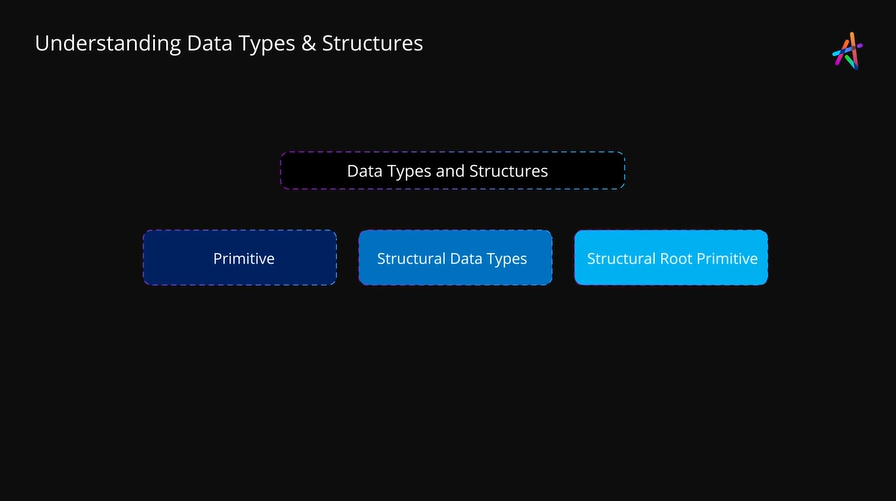 Understanding Data Types & Structures
Data Types and Structures
Primitive
Structural Data Types
Structural Root Primitive